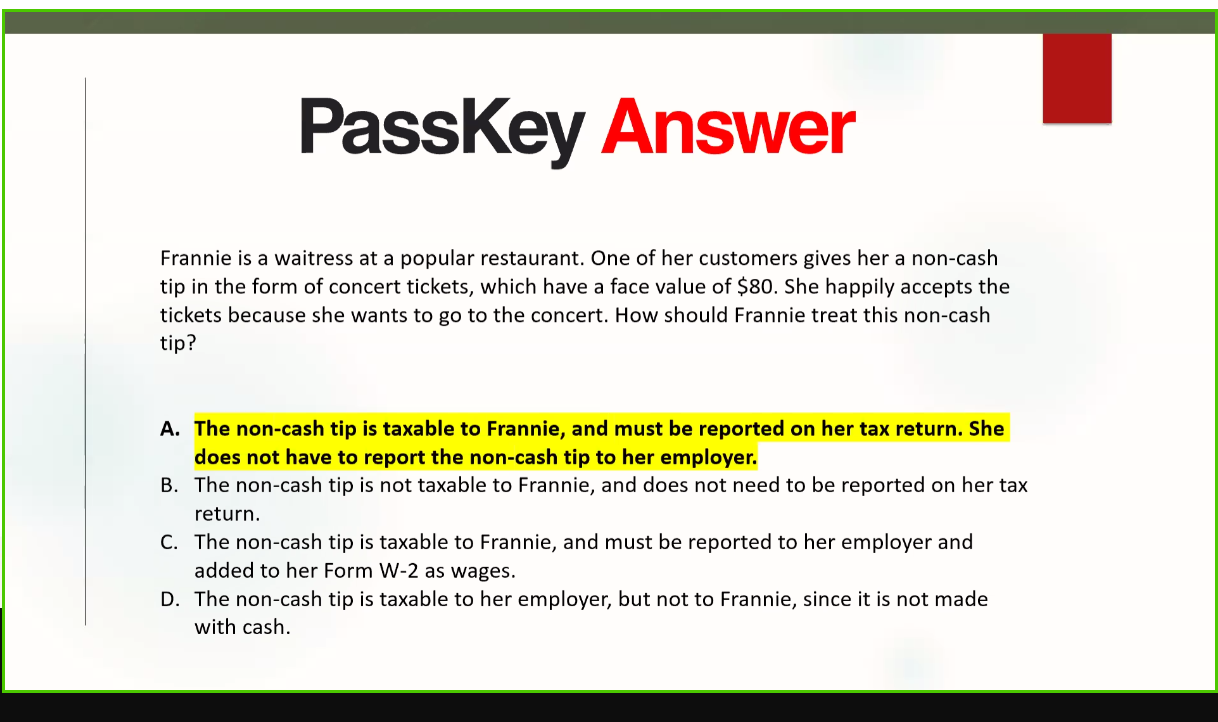 PassKey Answer
Frannie is a waitress at a popular restaurant. One of her customers gives her a non-cash
tip in the form of concert tickets, which have a face value of $80. She happily accepts the
tickets because she wants to go to the concert. How should Frannie treat this non-cash
tip?
A. The non-cash tip is taxable to Frannie, and must be reported on her tax return. She
does not have to report the non-cash tip to her employer.
B. The non-cash tip is not taxable to Frannie, and does not need to be reported on her tax
return.
C. The non-cash tip is taxable to Frannie, and must be reported to her employer and
added to her Form W-2 as wages.
D. The non-cash tip is taxable to her employer, but not to Frannie, since it is not made
with cash.